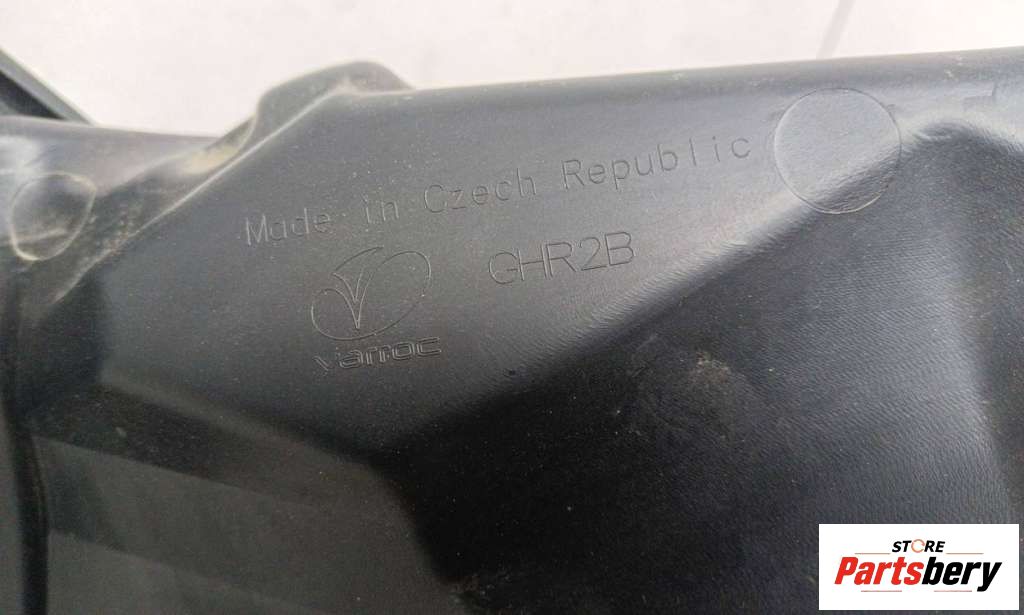 Made in Czech Republic
GHR2B
varroc
STORE
Partsbery